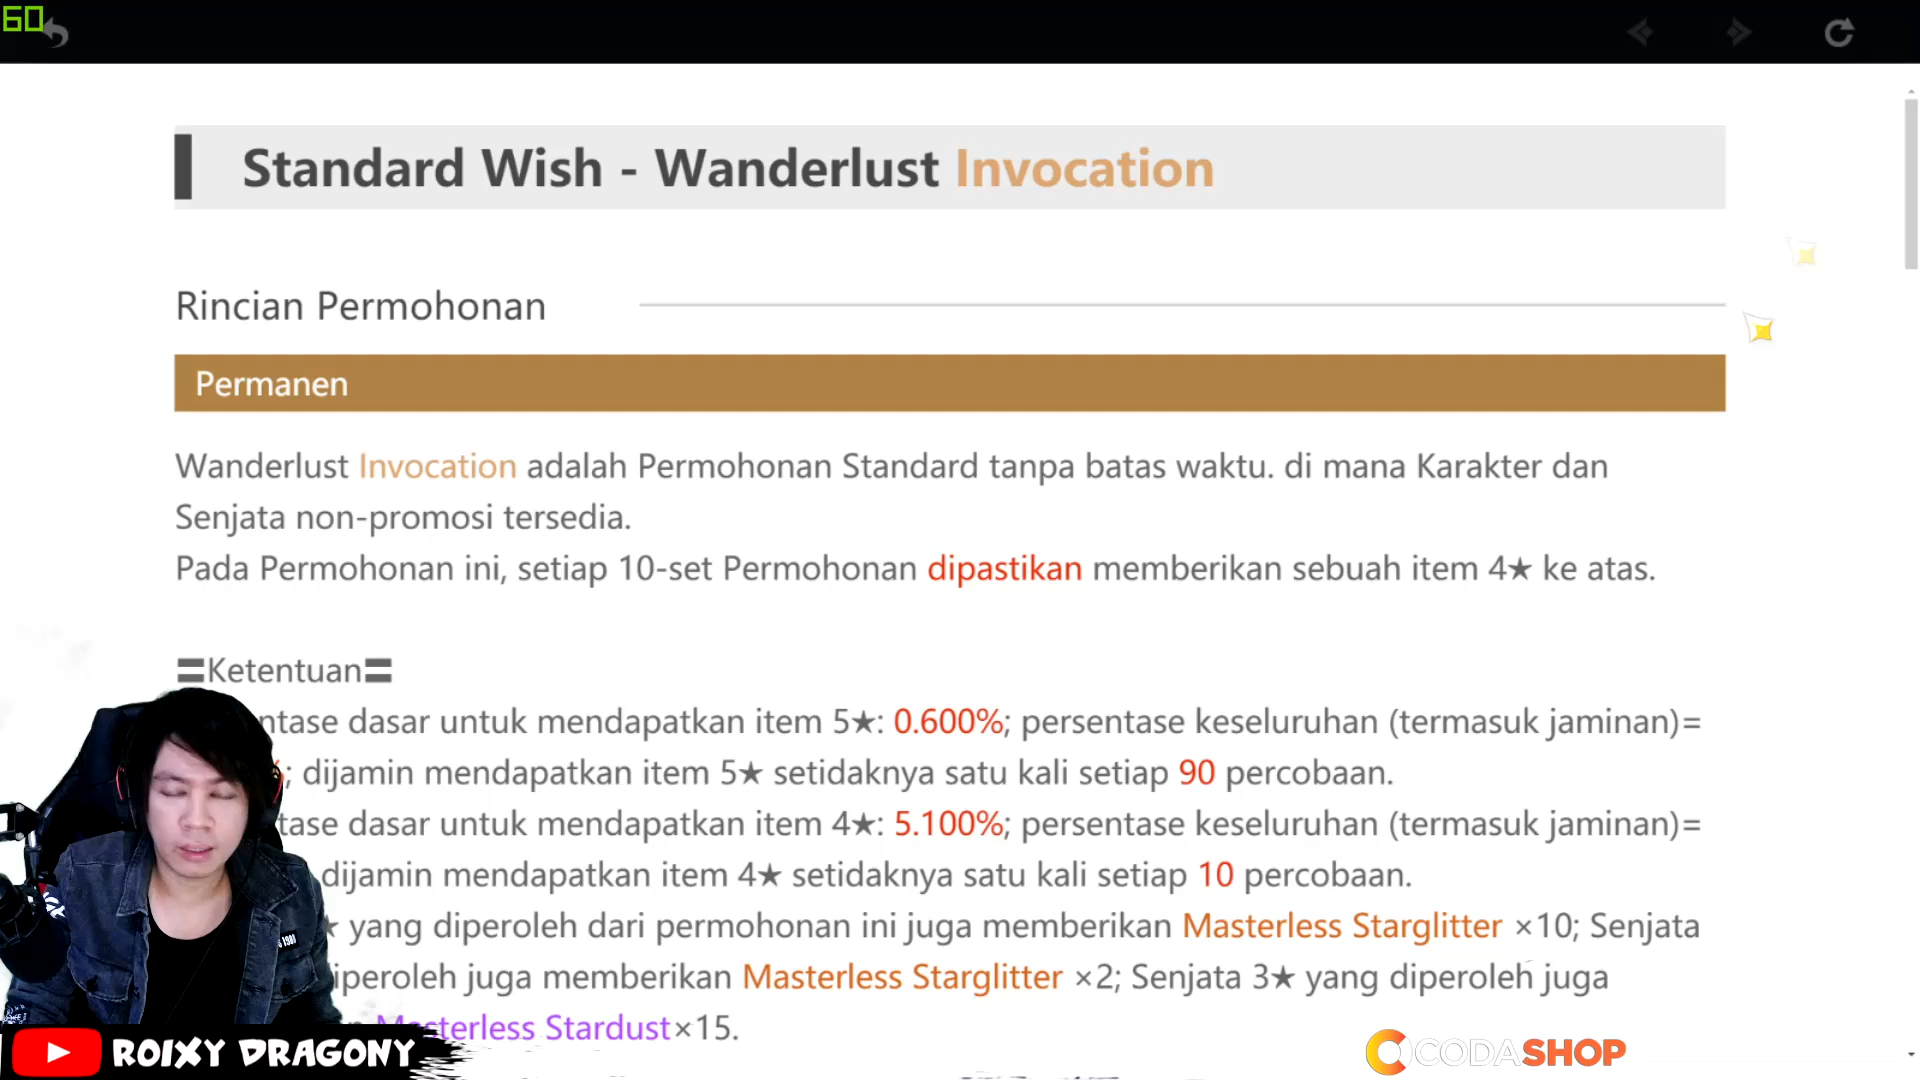 60
Standard Wish - Wanderlust Invocation
Rincian Permohonan
Permanen
Wanderlust Invocation adalah Permohonan Standard tanpa batas waktu. di mana Karakter dan
Senjata non-promosi tersedia.
Pada Permohonan ini, setiap 10-set Permohonan dipastikan memberikan sebuah item 4★ ke atas.
〓Ketentuan〓
dasar untuk mendapatkan item 5★: 0.600%; persentase keseluruhan (termasuk jaminan)=
; dijamin mendapatkan item 5★ setidaknya satu kali setiap 90 percobaan.
dasar untuk mendapatkan item 4★: 5.100%; persentase keseluruhan (termasuk jaminan)=
dijamin mendapatkan item 4★ setidaknya satu kali setiap 10 percobaan.
★ yang diperoleh dari permohonan ini juga memberikan Masterless Starglitter ×10; Senjata
diperoleh juga memberikan Masterless Starglitter ×2; Senjata 3★ yang diperoleh juga
Masterless Stardust×15.
ROIXY DRAGONY
CODASHOP